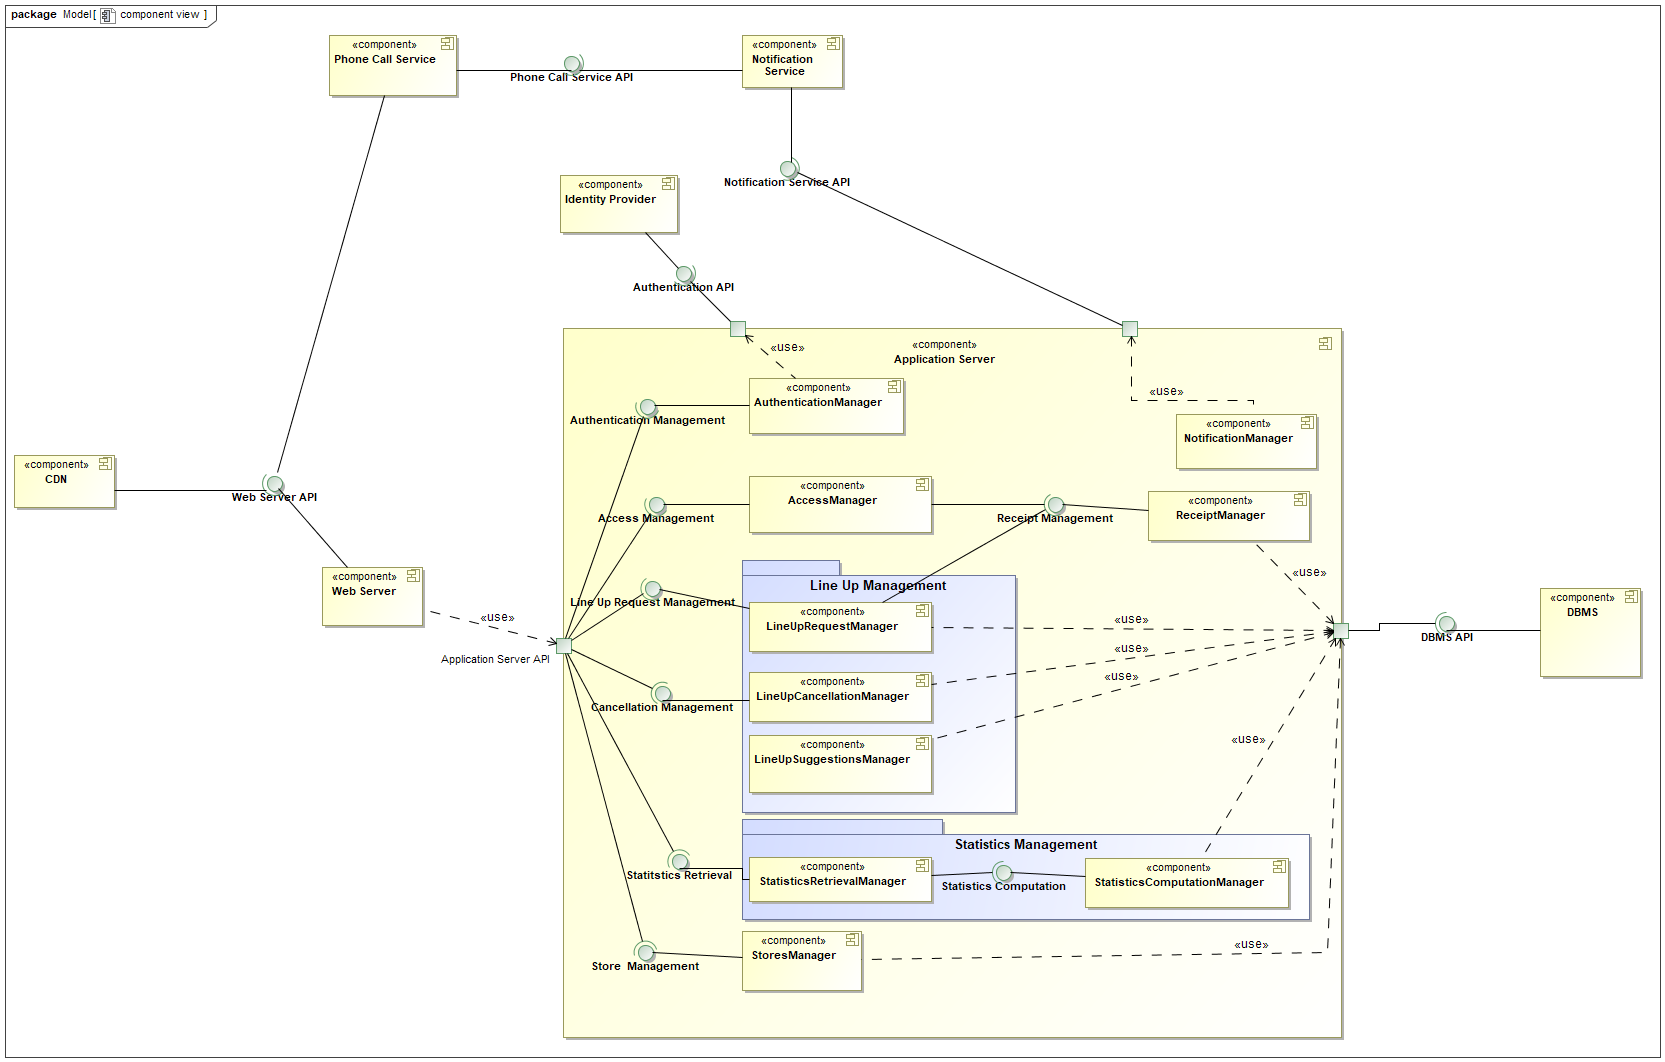 package Model[ component view ]
«component»
Phone Call Service
Phone Call Service API
«component»
Notification
Service
Notification Service API
«component»
Identity Provider
Authentication API
«component»
Application Server
«use»
«component»
AuthenticationManager
Authentication Management
«use»
«component»
NotificationManager
«component»
CDN
Web Server API
«component»
AccessManager
Access Management
Receipt Management
«component»
ReceiptManager
«component»
Web Server
«use»
Application Server API
Line Up Management
Line Up Request Management
«component»
LineUpRequestManager
«use»
«use»
«use»
«use»
«component»
DBMS
DBMS API
«component»
LineUpCancellationManager
Cancellation Management
«component»
LineUpSuggestionsManager
«use»
Statistics Management
«component»
StatisticsRetrievalManager
Statitstics Retrieval
Statistics Computation
«component»
StatisticsComputationManager
«component»
StoresManager
Store  Management
«use»